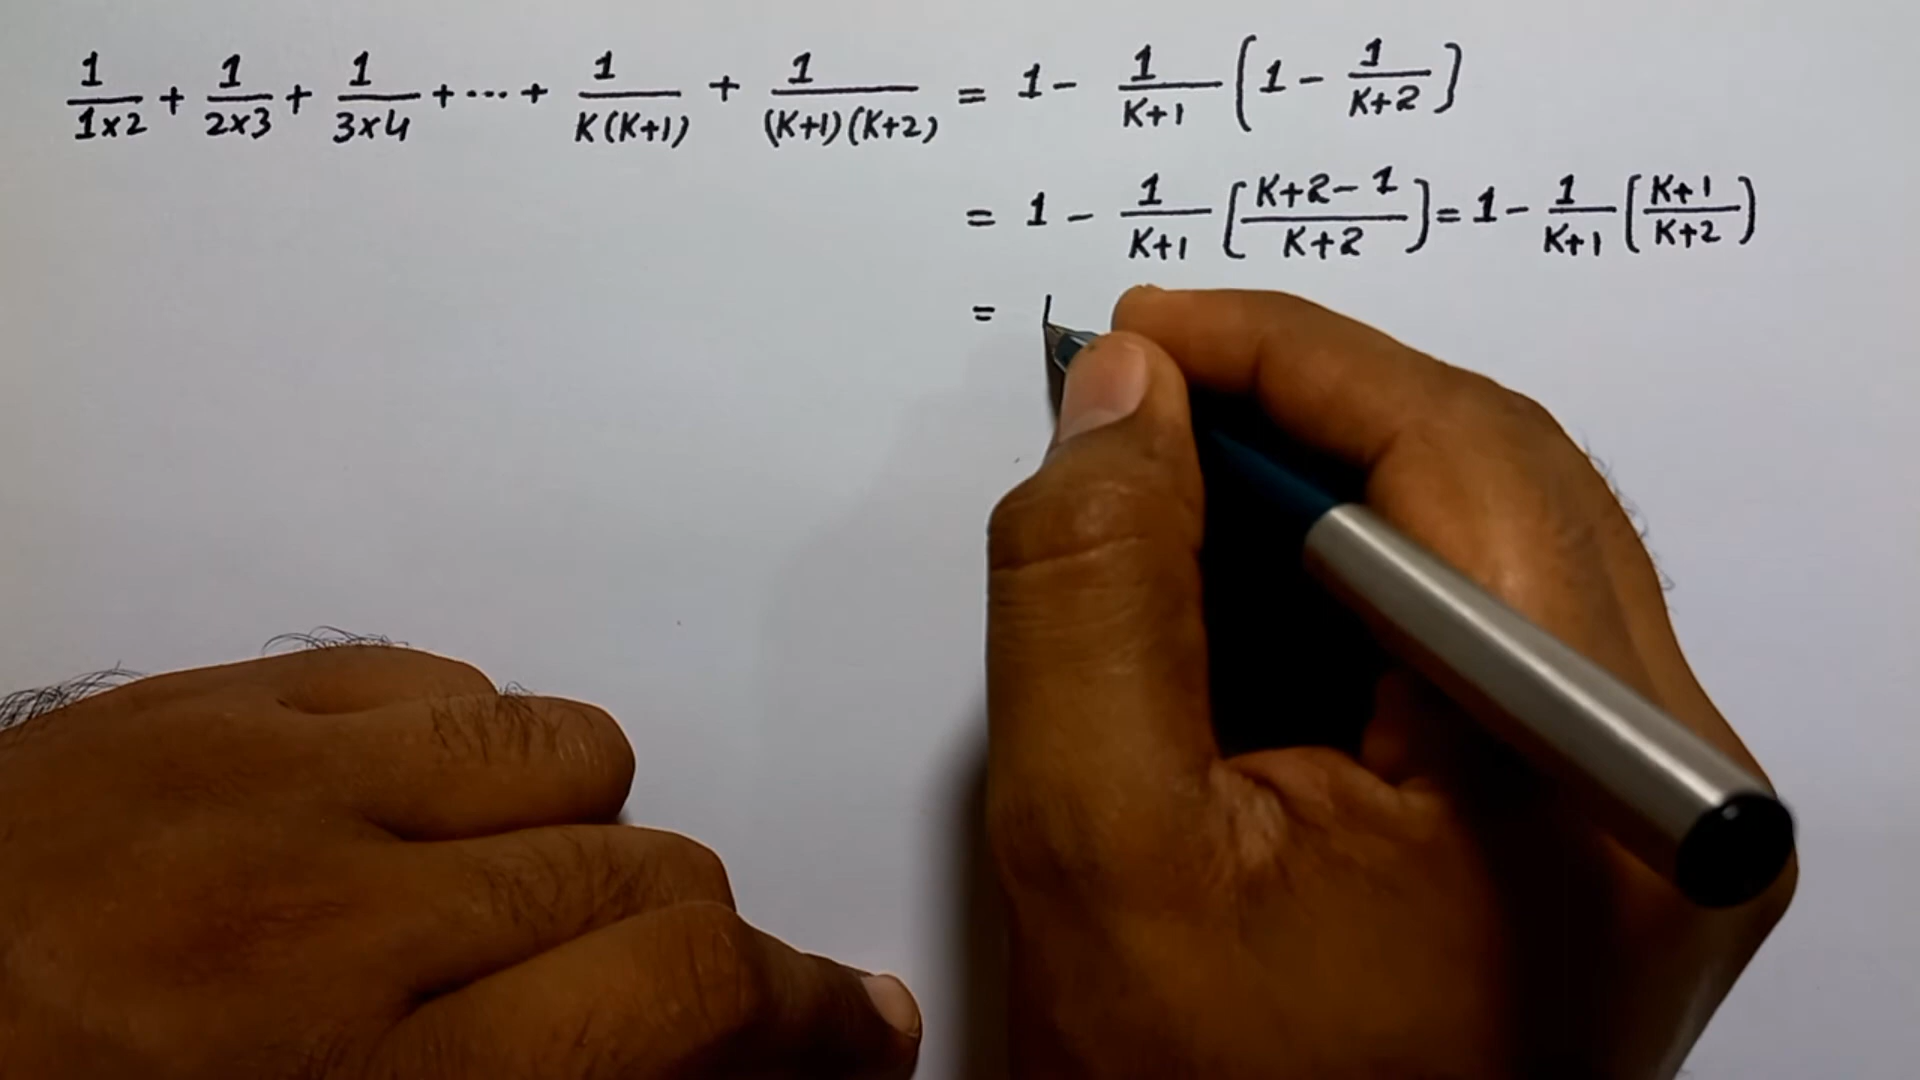 1/(1×2) + 1/(2×3) + 1/(3×4) + ... + 1/(K(K+1)) + 1/((K+1)(K+2)) = 1 - 1/(K+1) (1 - 1/(K+2))
= 1 - 1/(K+1) [(K+2-1)/(K+2)] = 1 - 1/(K+1) ((K+1)/(K+2))
=